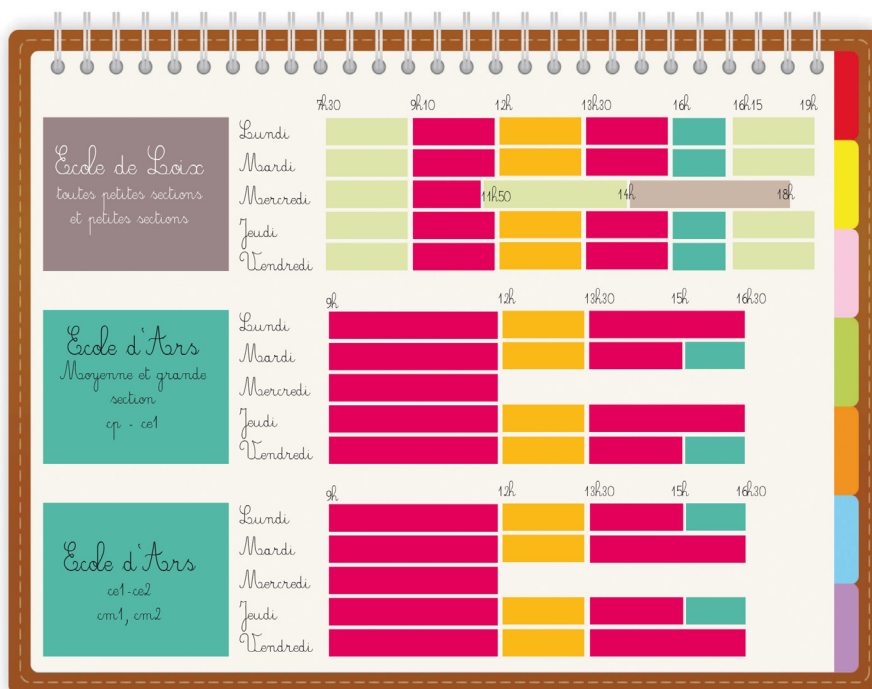 7h30 9h10 12h 13h30 16h 16h15 19h
Ecole de Loix
toutes petites sections
et petites sections
Lundi
Mardi
Mercredi 11h50 14h 18h
Jeudi
Vendredi
9h 12h 13h30 15h 16h30
Ecole d'Ars
Moyenne et grande
section
cp - ce1
Lundi
Mardi
Mercredi
Jeudi
Vendredi
9h 12h 13h30 15h 16h30
Ecole d'Ars
ce1-ce2
cm1, cm2
Lundi
Mardi
Mercredi
Jeudi
Vendredi